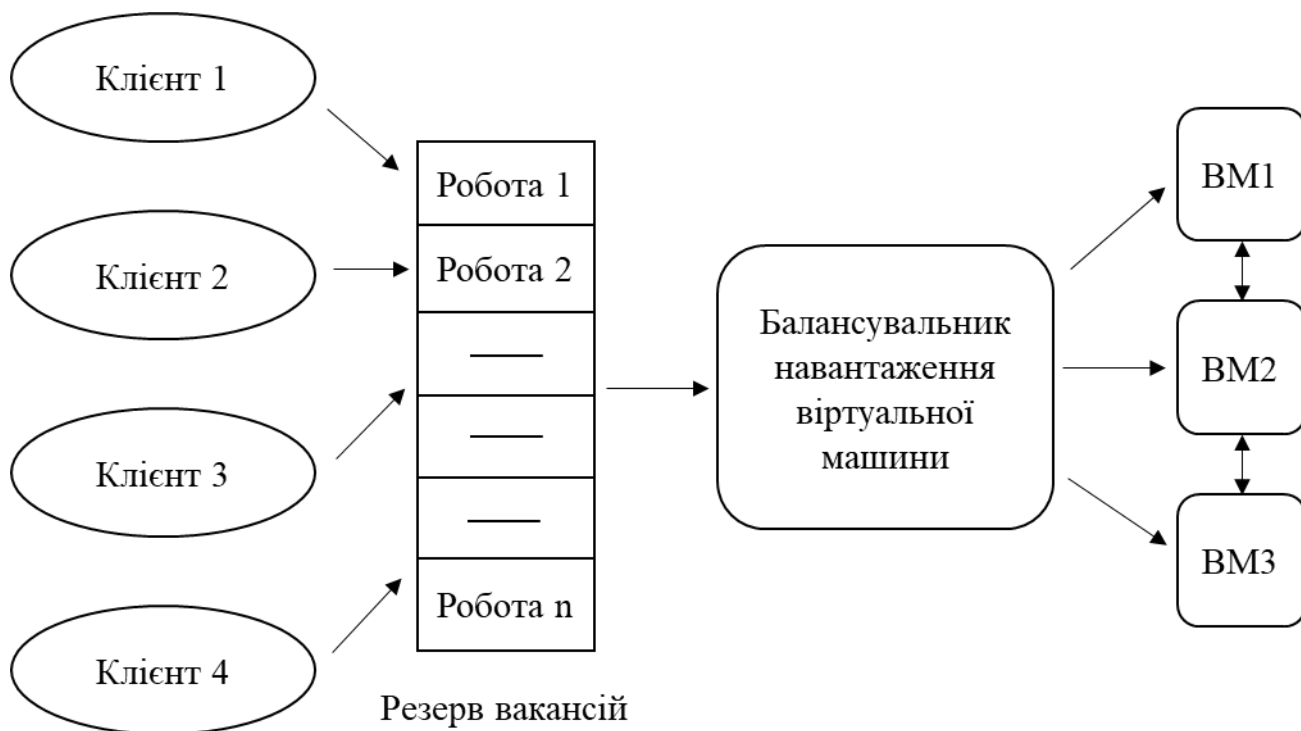 Клієнт 1
Клієнт 2
Клієнт 3
Клієнт 4
Робота 1
Робота 2
Робота n
Резерв вакансій
Балансувальник
навантаження
віртуальної
машини
ВМ1
ВМ2
ВМ3